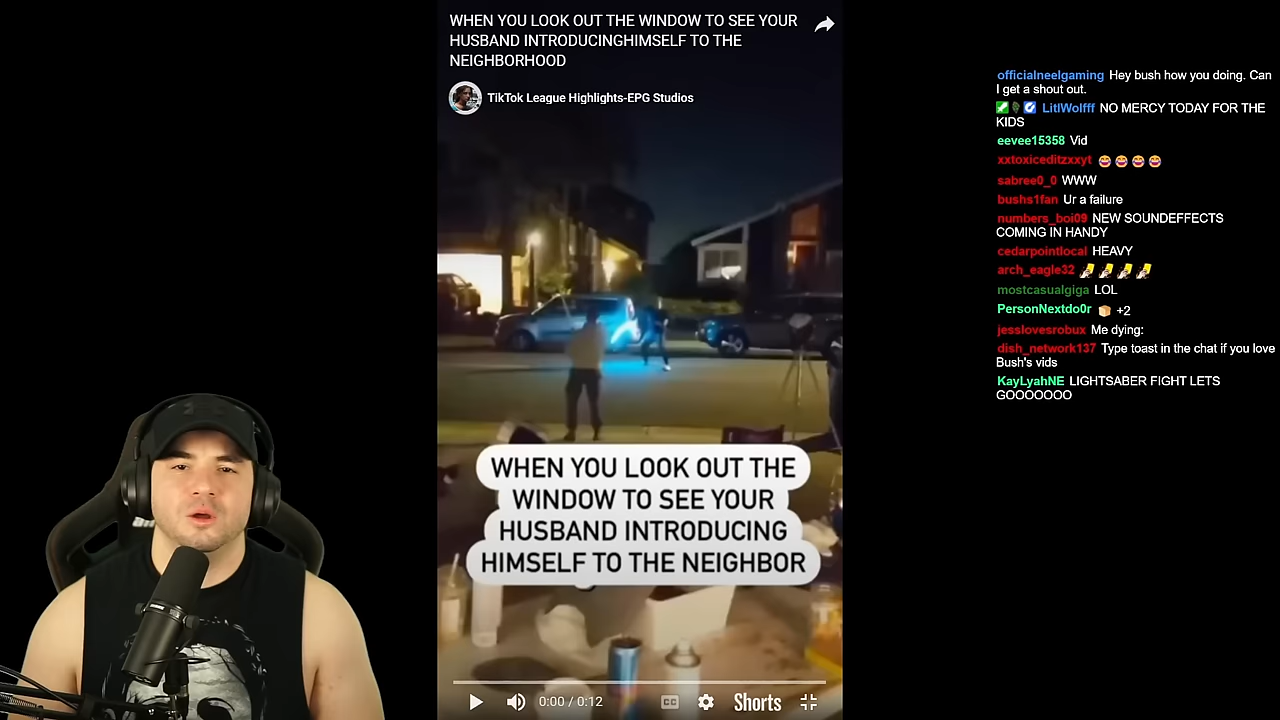 WHEN YOU LOOK OUT THE WINDOW TO SEE YOUR
HUSBAND INTRODUCINGHIMSELF TO THE
NEIGHBORHOOD
TikTok League Highlights-EPG Studios
WHEN YOU LOOK OUT THE
WINDOW TO SEE YOUR
HUSBAND INTRODUCING
HIMSELF TO THE NEIGHBOR
0:00 / 0:12
CC
Shorts
officialneelgaming Hey bush how you doing. Can
I get a shout out.
LitlWolfff NO MERCY TODAY FOR THE
KIDS
eevee15358 Vid
xxtoxiceditzxxyt
sabree0_0 WWW
bushs1fan Ur a failure
numbers_boi09 NEW SOUNDEFFECTS
COMING IN HANDY
cedarpointlocal HEAVY
arch_eagle32
mostcasualgiga LOL
PersonNextdo0r +2
jesslovesrobux Me dying:
dish_network137 Type toast in the chat if you love
Bush's vids
KayLyahNE LIGHTSABER FIGHT LETS
GOOOOOOO